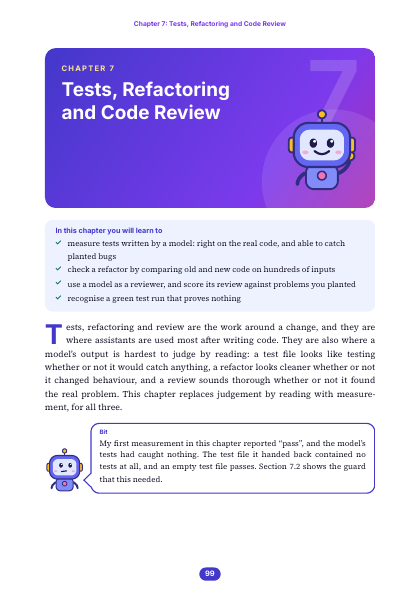 Chapter 7: Tests, Refactoring and Code Review
CHAPTER 7
7
Tests, Refactoring
and Code Review
In this chapter you will learn to
✓ measure tests written by a model: right on the real code, and able to catch
planted bugs
✓ check a refactor by comparing old and new code on hundreds of inputs
✓ use a model as a reviewer, and score its review against problems you planted
✓ recognise a green test run that proves nothing
Tests, refactoring and review are the work around a change, and they are
where assistants are used most after writing code. They are also where a
model’s output is hardest to judge by reading: a test file looks like testing
whether or not it would catch anything, a refactor looks cleaner whether or not
it changed behaviour, and a review sounds thorough whether or not it found
the real problem. This chapter replaces judgement by reading with measure-
ment, for all three.
Bit
My first measurement in this chapter reported “pass”, and the model’s
tests had caught nothing. The test file it handed back contained no
tests at all, and an empty test file passes. Section 7.2 shows the guard
that this needed.
99